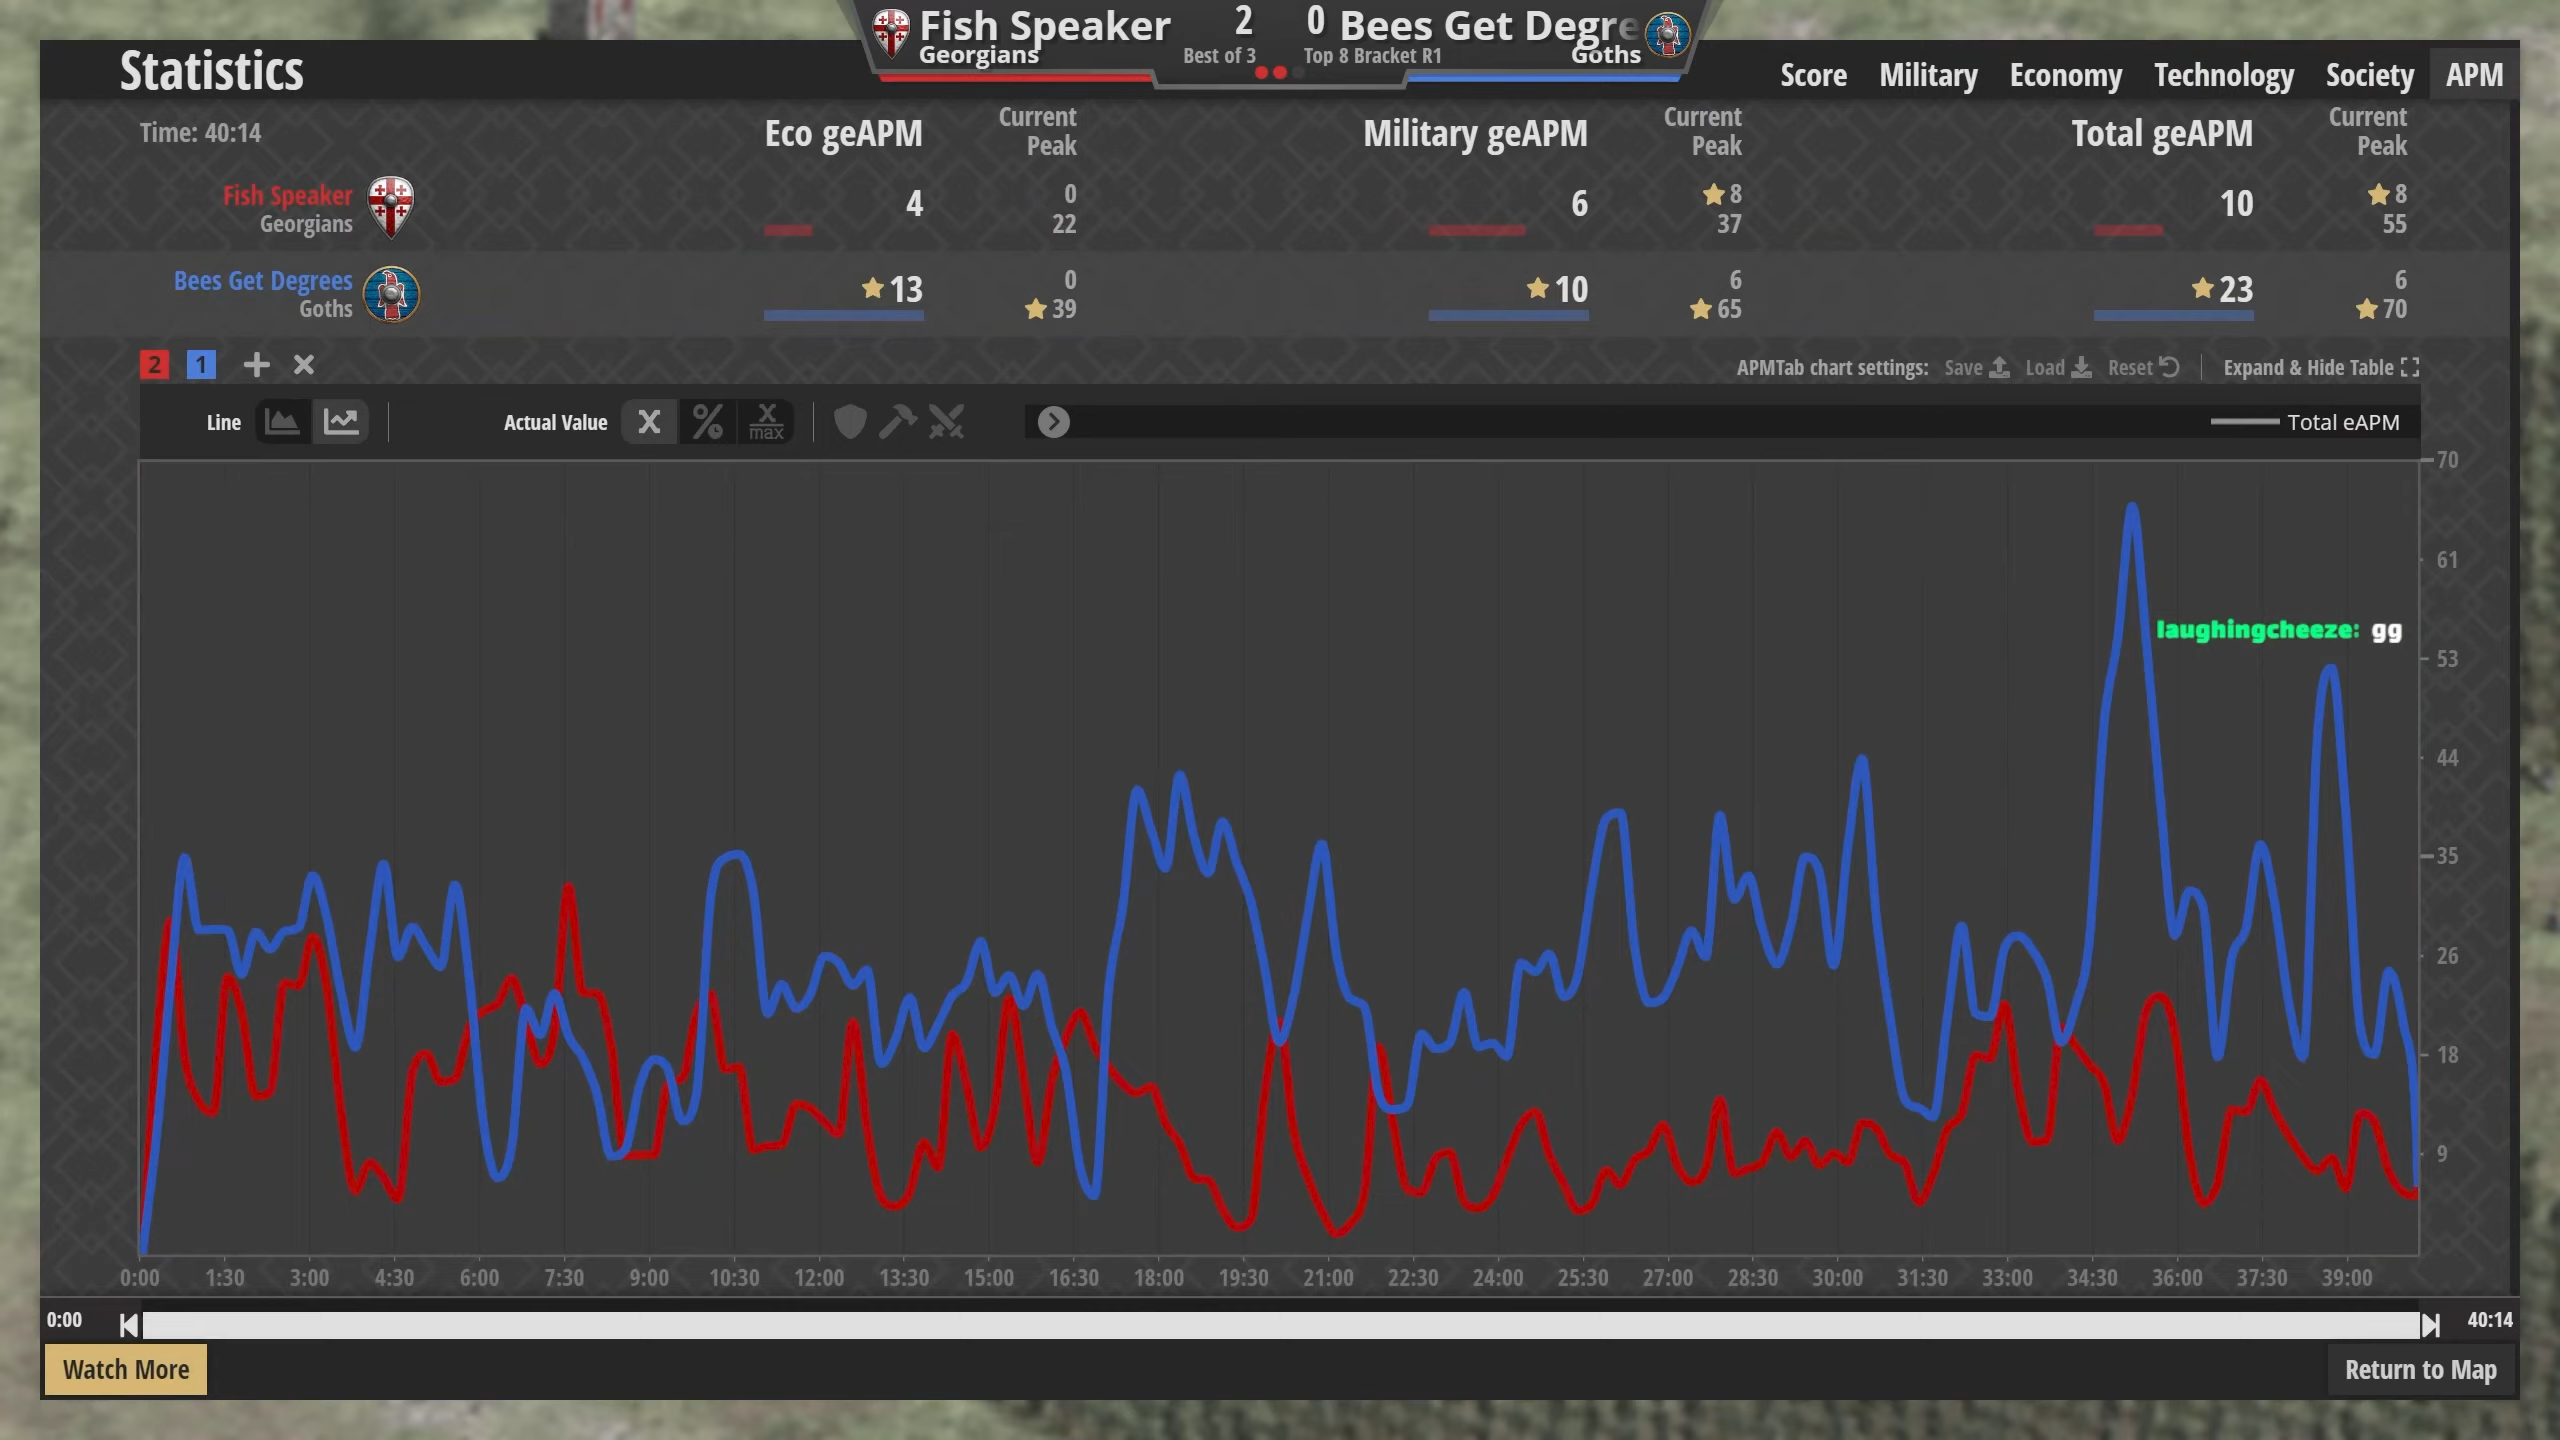 Fish Speaker 2 0 Bees Get Degre
Georgians Best of 3 Top 8 Bracket R1 Goths
Statistics
Score Military Economy Technology Society APM
Time: 40:14 Eco geAPM Current Peak Military geAPM Current Peak Total geAPM Current Peak
Fish Speaker 4 0 6 8 10 8
Georgians 22 37 55
Bees Get Degrees 13 0 10 6 23 6
Goths 39 65 70
2 1
APMTab chart settings: Save Load Reset Expand & Hide Table
Line Actual Value X % X max Total eAPM
70
61
laughingcheeze: gg
53
44
35
26
18
9
0:00 1:30 3:00 4:30 6:00 7:30 9:00 10:30 12:00 13:30 15:00 16:30 18:00 19:30 21:00 22:30 24:00 25:30 27:00 28:30 30:00 31:30 33:00 34:30 36:00 37:30 39:00
0:00 40:14
Watch More Return to Map